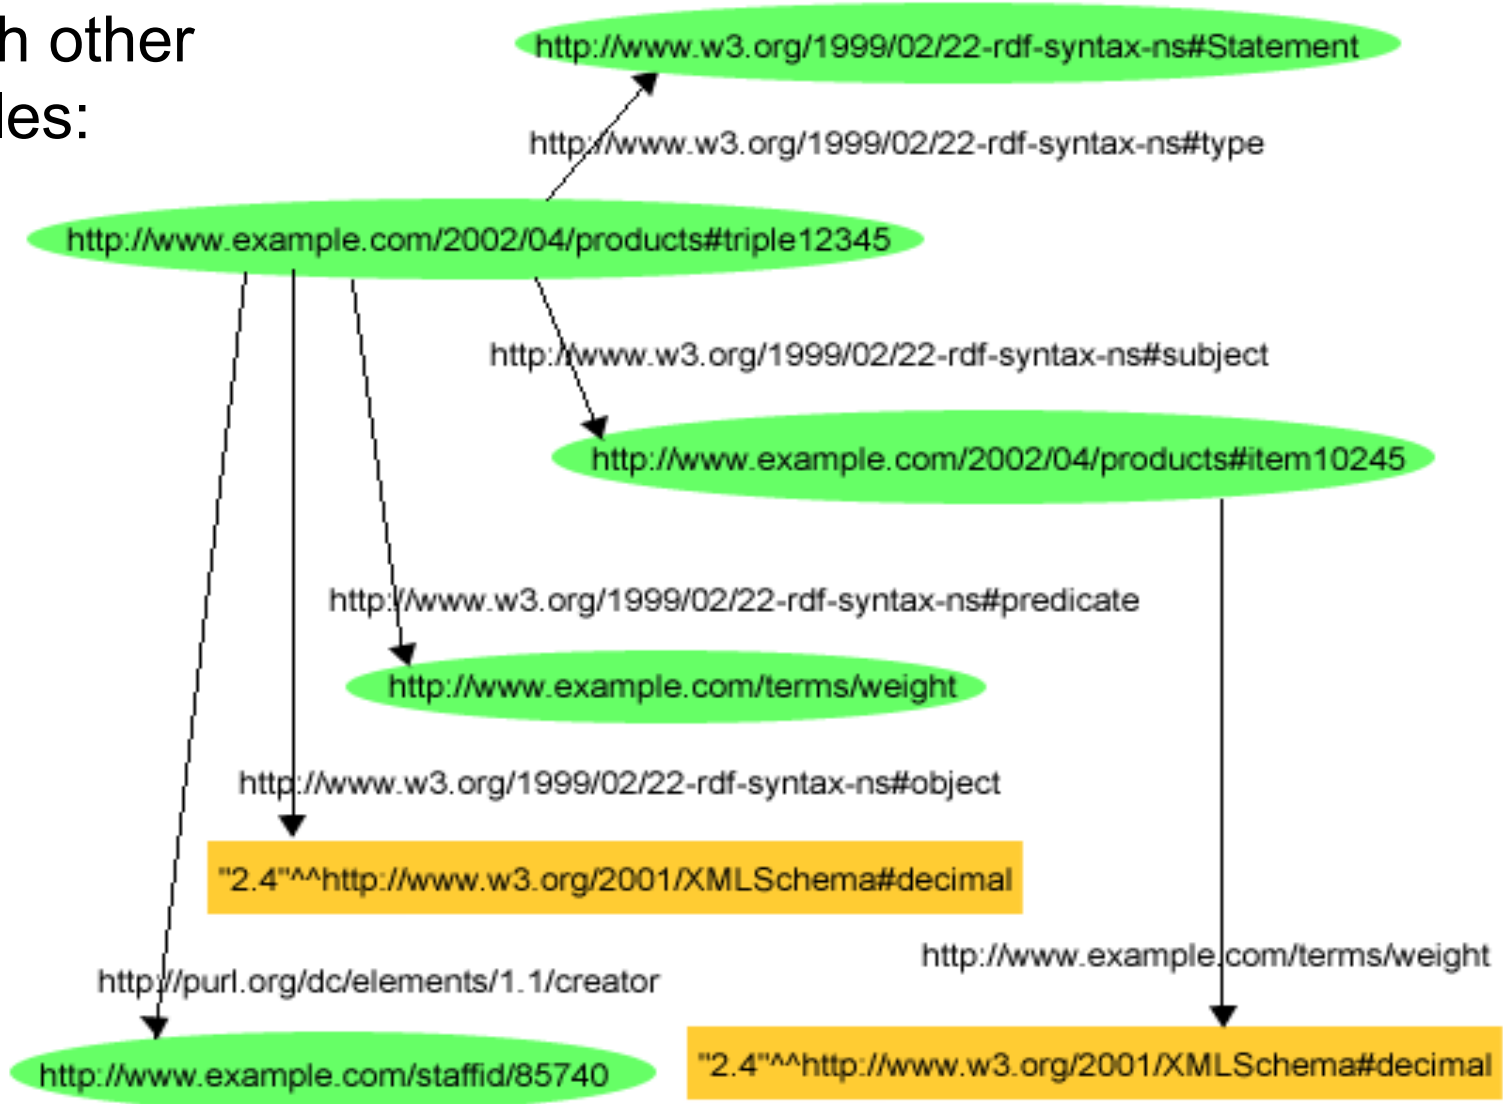 h other
les:
http://www.w3.org/1999/02/22-rdf-syntax-ns#Statement
http://www.w3.org/1999/02/22-rdf-syntax-ns#type
http://www.example.com/2002/04/products#triple12345
http://www.w3.org/1999/02/22-rdf-syntax-ns#subject
http://www.example.com/2002/04/products#item10245
http://www.w3.org/1999/02/22-rdf-syntax-ns#predicate
http://www.example.com/terms/weight
http://www.w3.org/1999/02/22-rdf-syntax-ns#object
"2.4"^^http://www.w3.org/2001/XMLSchema#decimal
http://www.example.com/terms/weight
http://purl.org/dc/elements/1.1/creator
"2.4"^^http://www.w3.org/2001/XMLSchema#decimal
http://www.example.com/staffid/85740